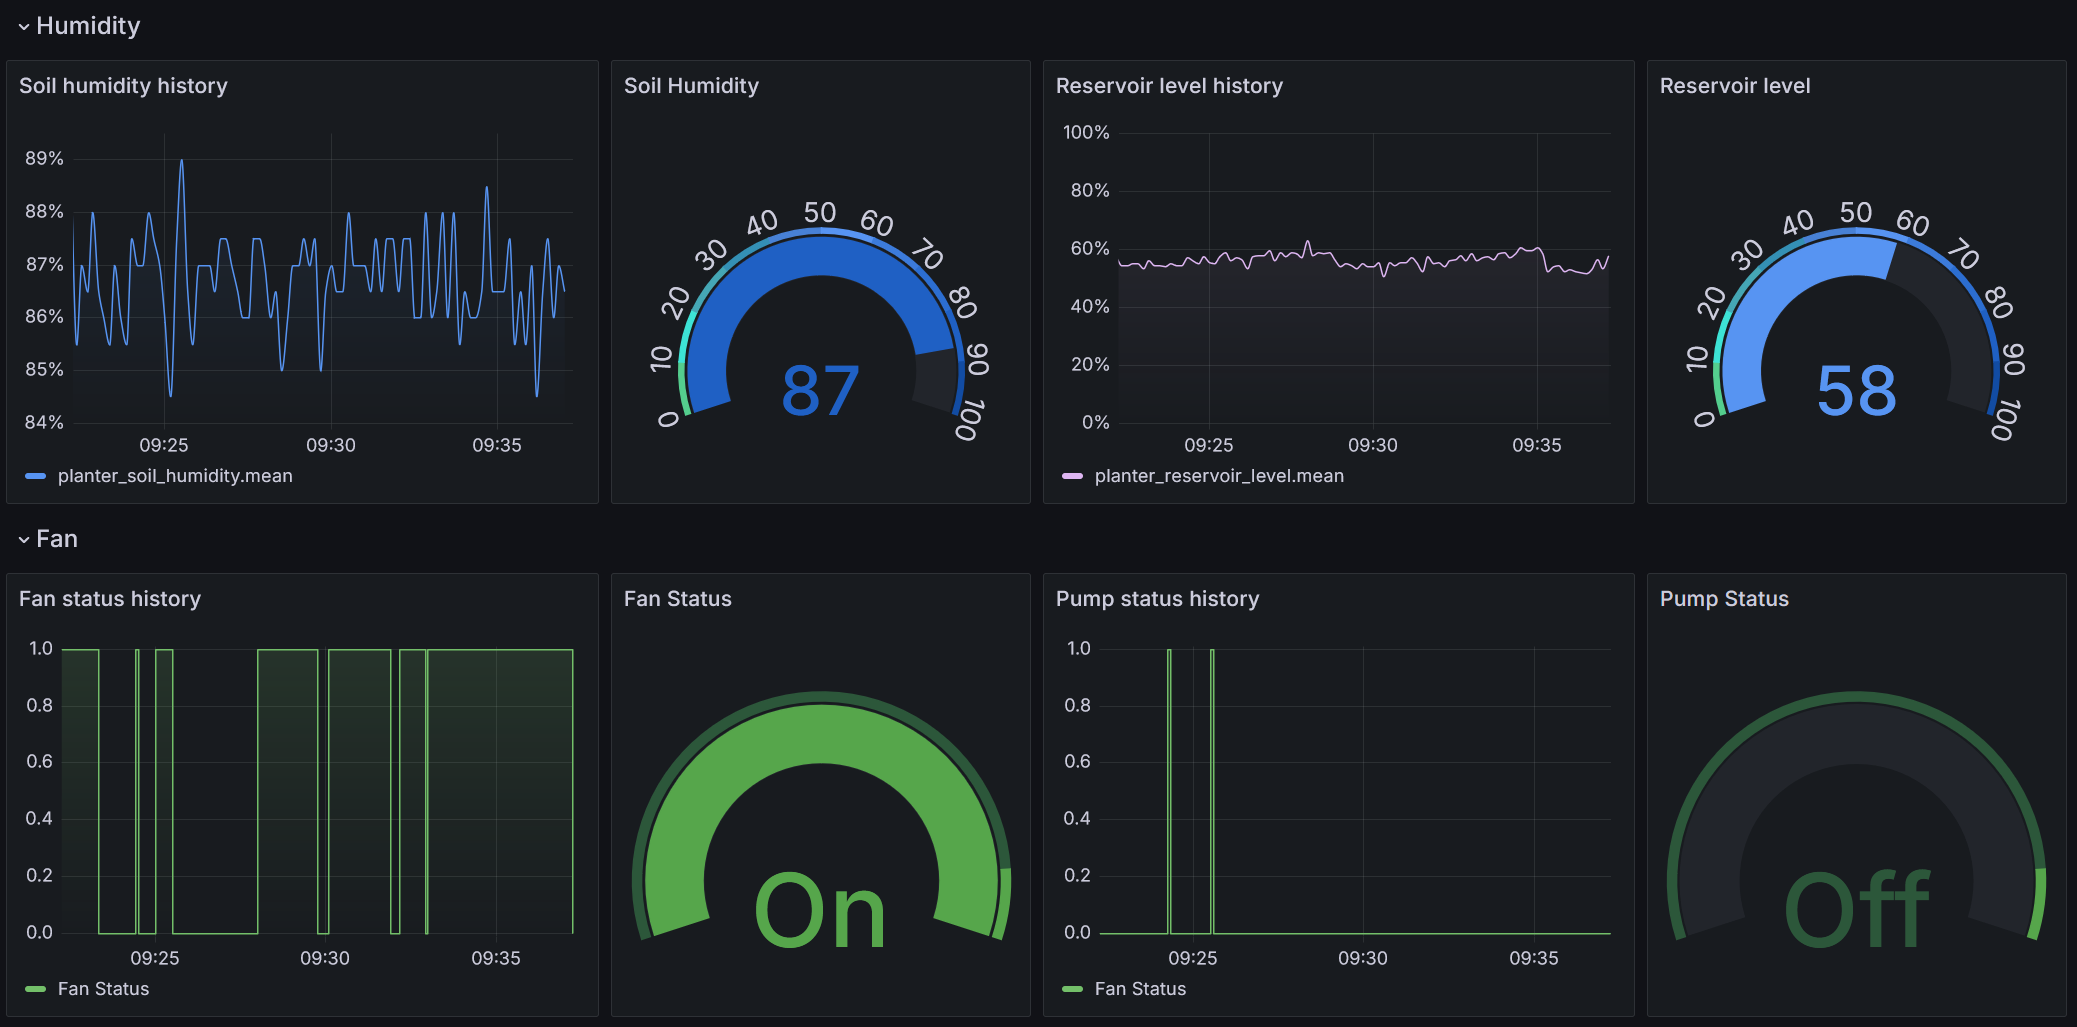 Humidity
Soil humidity history
89%
88%
87%
86%
85%
84%
09:25 09:30 09:35
planter_soil_humidity.mean
Soil Humidity
0 10 20 30 40 50 60 70 80 90 100
87
Reservoir level history
100%
80%
60%
40%
20%
0%
09:25 09:30 09:35
planter_reservoir_level.mean
Reservoir level
0 10 20 30 40 50 60 70 80 90 100
58
Fan
Fan status history
1.0
0.8
0.6
0.4
0.2
0.0
09:25 09:30 09:35
Fan Status
Fan Status
On
Pump status history
1.0
0.8
0.6
0.4
0.2
0.0
09:25 09:30 09:35
Fan Status
Pump Status
Off